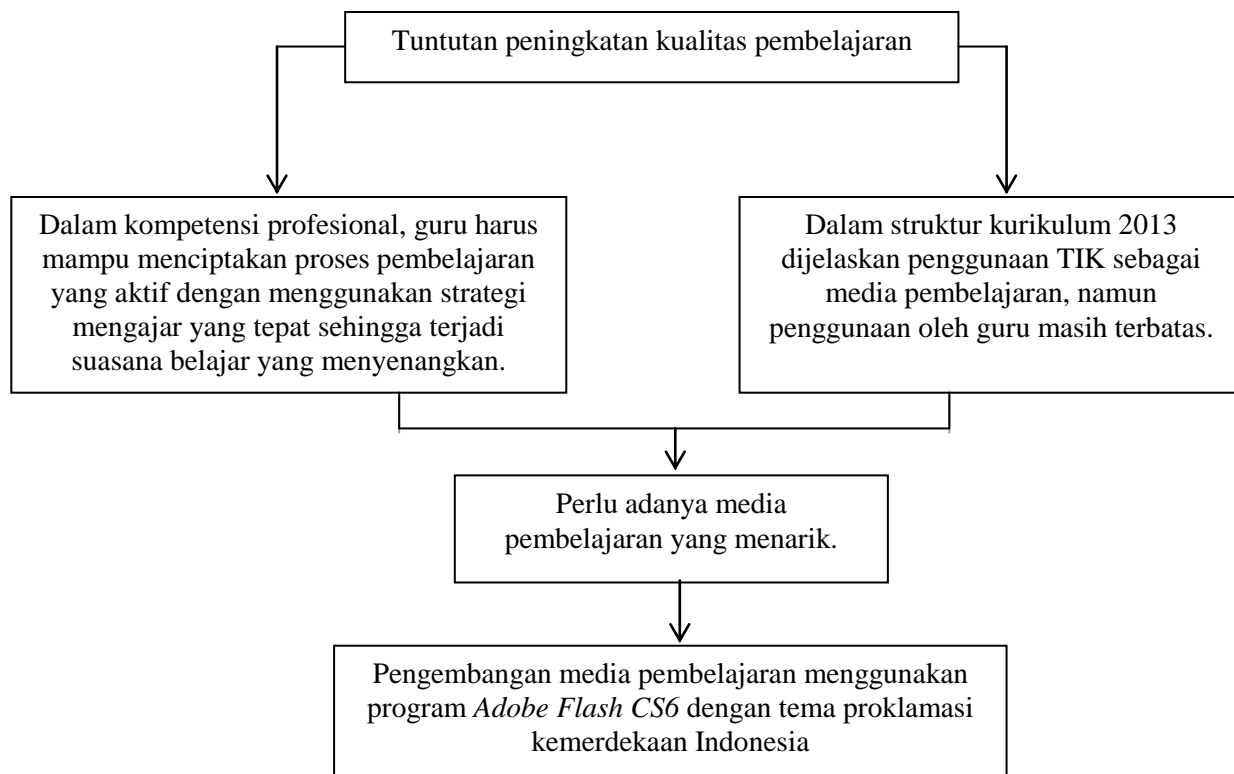 Tuntutan peningkatan kualitas pembelajaran
Dalam kompetensi profesional, guru harus
mampu menciptakan proses pembelajaran
yang aktif dengan menggunakan strategi
mengajar yang tepat sehingga terjadi
suasana belajar yang menyenangkan.
Dalam struktur kurikulum 2013
dijelaskan penggunaan TIK sebagai
media pembelajaran, namun
penggunaan oleh guru masih terbatas.
Perlu adanya media
pembelajaran yang menarik.
Pengembangan media pembelajaran menggunakan
program Adobe Flash CS6 dengan tema proklamasi
kemerdekaan Indonesia